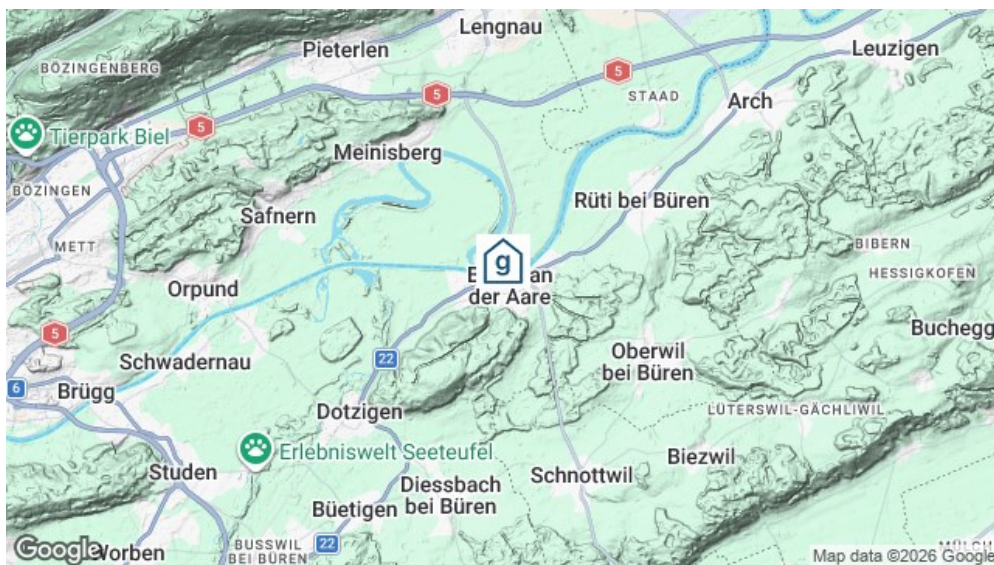 Lengnau
Pieterlen
Leuzigen
BÖZINGENBERG
5
5
STAAD
Arch
5
Tierpark Biel
Meinisberg
BÖZINGEN
Rüti bei Büren
Safnern
METT
BIBERN
g
HESSIGKOFEN
an
der Aare
Orpund
Buchegg
5
Schwadernau
22
Oberwil
bei Büren
6
Brügg
Dotzigen
LÜTERSWIL-GÄCHLIWIL
Erlebniswelt Seeteufel
Biezwil
Studen
Schnottwil
Diessbach
bei Büren
Büetigen
22
BUSSWIL
BEI BÜREN
Google
Worben
Map data ©2026 Google